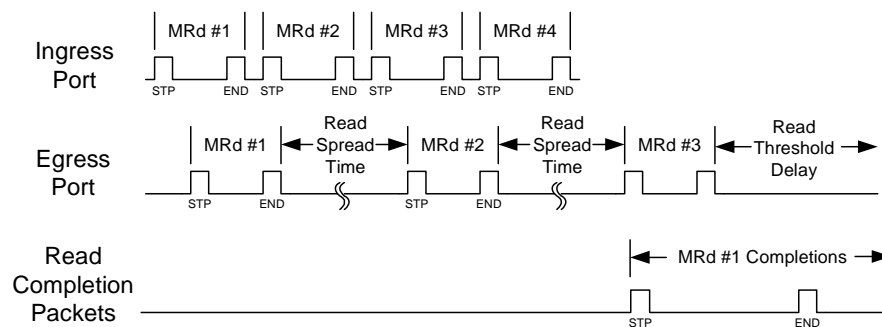 MRd #1 MRd #2 MRd #3 MRd #4
Ingress
Port
STP END STP END STP END STP END
Read
Spread
Time
Read
Spread
Time
Read
Threshold
Delay
MRd #1 MRd #2 MRd #3
Egress
Port
STP END STP END
Read
Completion
Packets
MRd #1 Completions
STP END